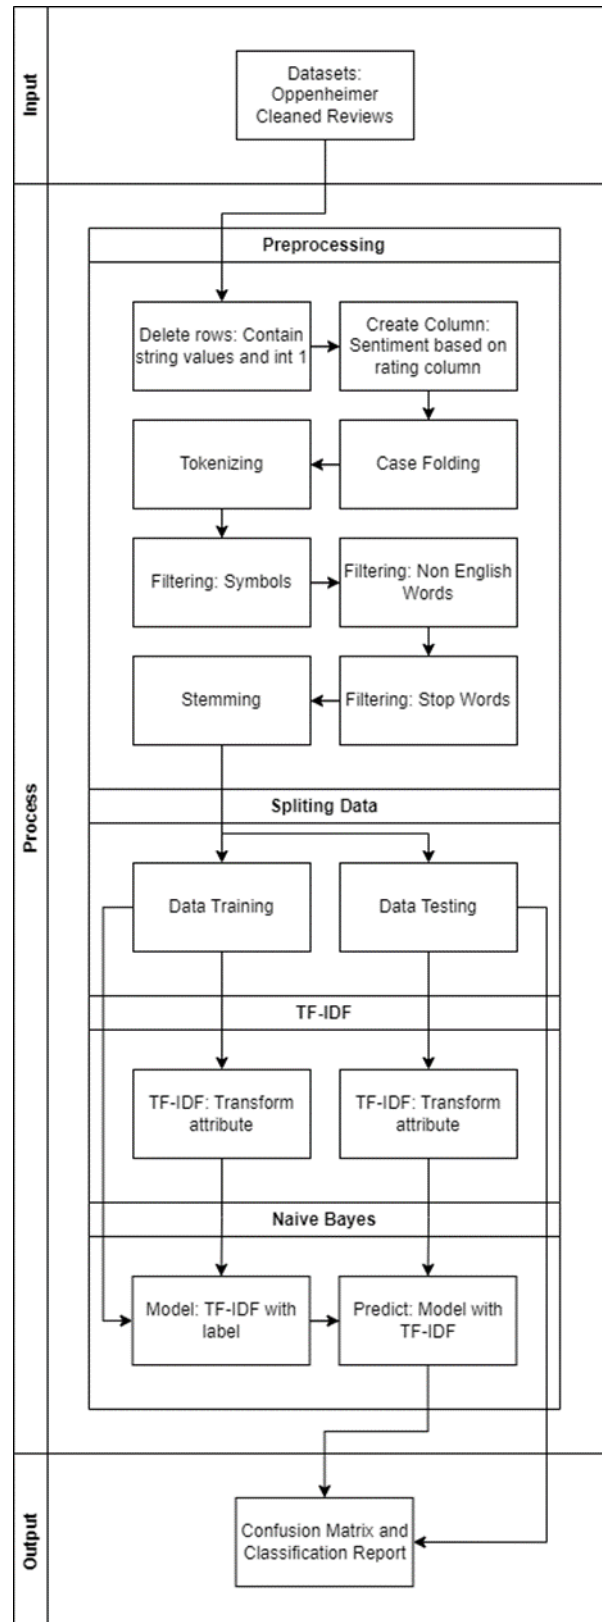 Input
Datasets:
Oppenheimer
Cleaned Reviews
Process
Preprocessing
Delete rows: Contain
string values and int 1
Create Column:
Sentiment based on
rating column
Tokenizing
Case Folding
Filtering: Symbols
Filtering: Non English
Words
Stemming
Filtering: Stop Words
Spliting Data
Data Training
Data Testing
TF-IDF
TF-IDF: Transform
attribute
TF-IDF: Transform
attribute
Naive Bayes
Model: TF-IDF with
label
Predict: Model with
TF-IDF
Output
Confusion Matrix and
Classification Report